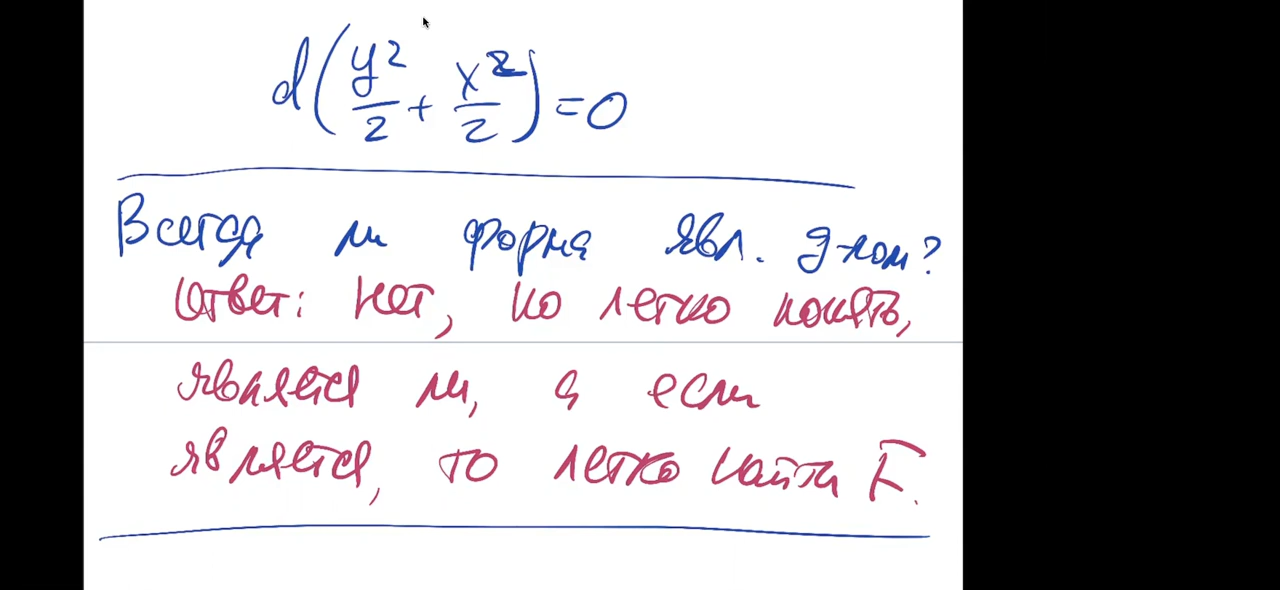 d(y²/2 + x²/2) = 0
Всегда ли форма явл. д-лом?
Ответ: нет, но легко понять,
является ли, а если
является, то легко найти F.